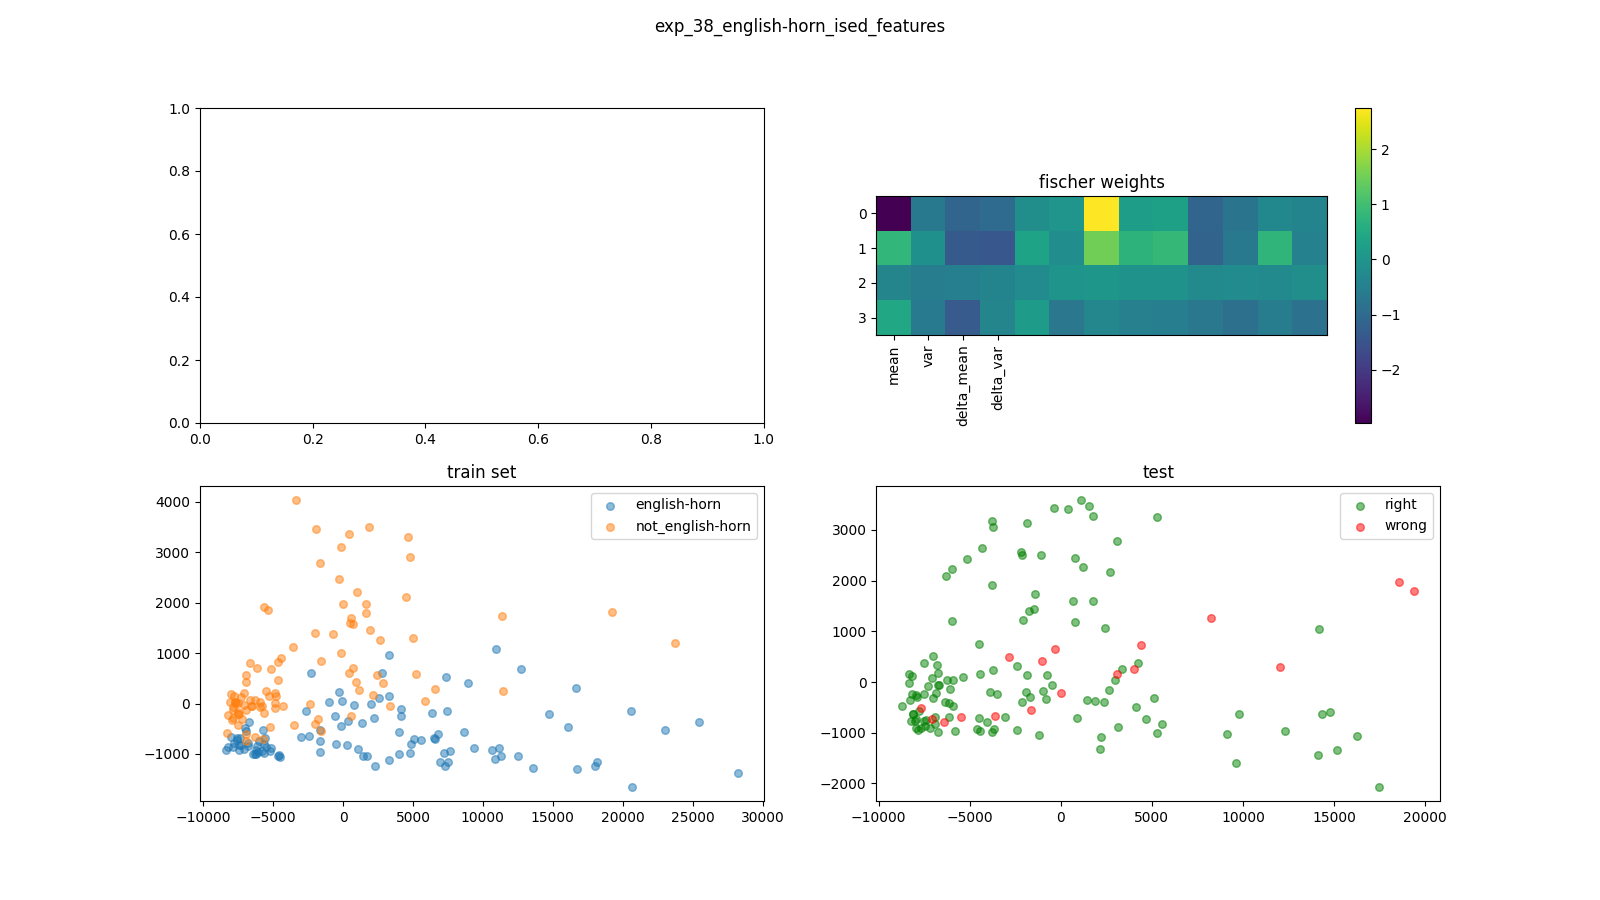 exp_38_english-horn_ised_features
1.0
0.8
0.6
0.4
0.2
0.0
0.0 0.2 0.4 0.6 0.8 1.0
fischer weights
0
1
2
3
mean var delta_mean delta_var
2
1
0
−1
−2
train set
english-horn
not_english-horn
4000
3000
2000
1000
0
−1000
−10000 −5000 0 5000 10000 15000 20000 25000 30000
test
right
wrong
3000
2000
1000
0
−1000
−2000
−10000 −5000 0 5000 10000 15000 20000